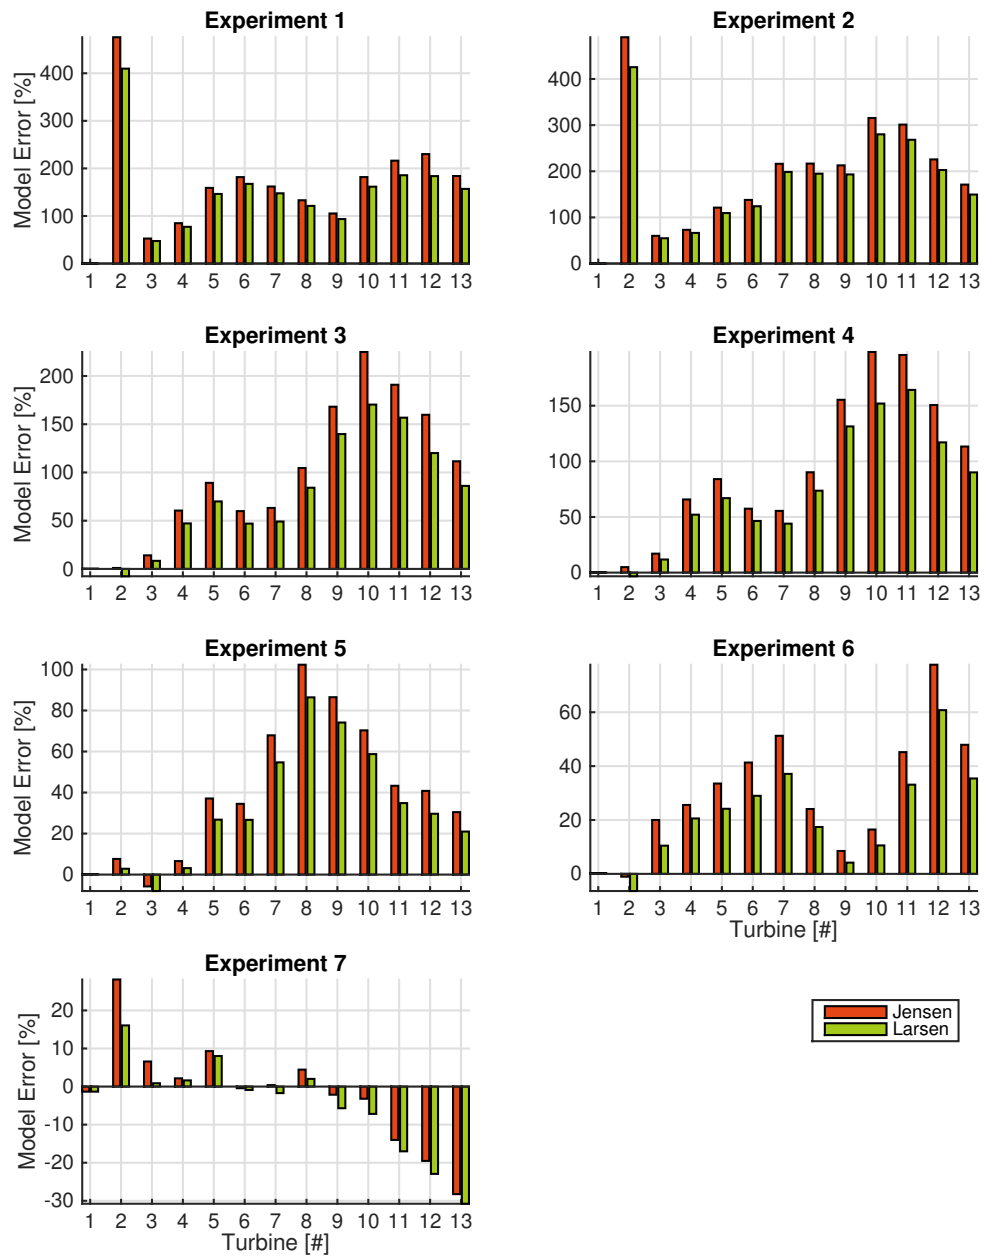 Experiment 1
Model Error [%]
400
300
200
100
0
1 2 3 4 5 6 7 8 9 10 11 12 13
Experiment 2
400
300
200
100
0
1 2 3 4 5 6 7 8 9 10 11 12 13
Experiment 3
Model Error [%]
200
150
100
50
0
1 2 3 4 5 6 7 8 9 10 11 12 13
Experiment 4
150
100
50
0
1 2 3 4 5 6 7 8 9 10 11 12 13
Experiment 5
Model Error [%]
100
80
60
40
20
0
1 2 3 4 5 6 7 8 9 10 11 12 13
Experiment 6
60
40
20
0
1 2 3 4 5 6 7 8 9 10 11 12 13
Turbine [#]
Experiment 7
Model Error [%]
20
10
0
-10
-20
-30
1 2 3 4 5 6 7 8 9 10 11 12 13
Turbine [#]
Jensen
Larsen